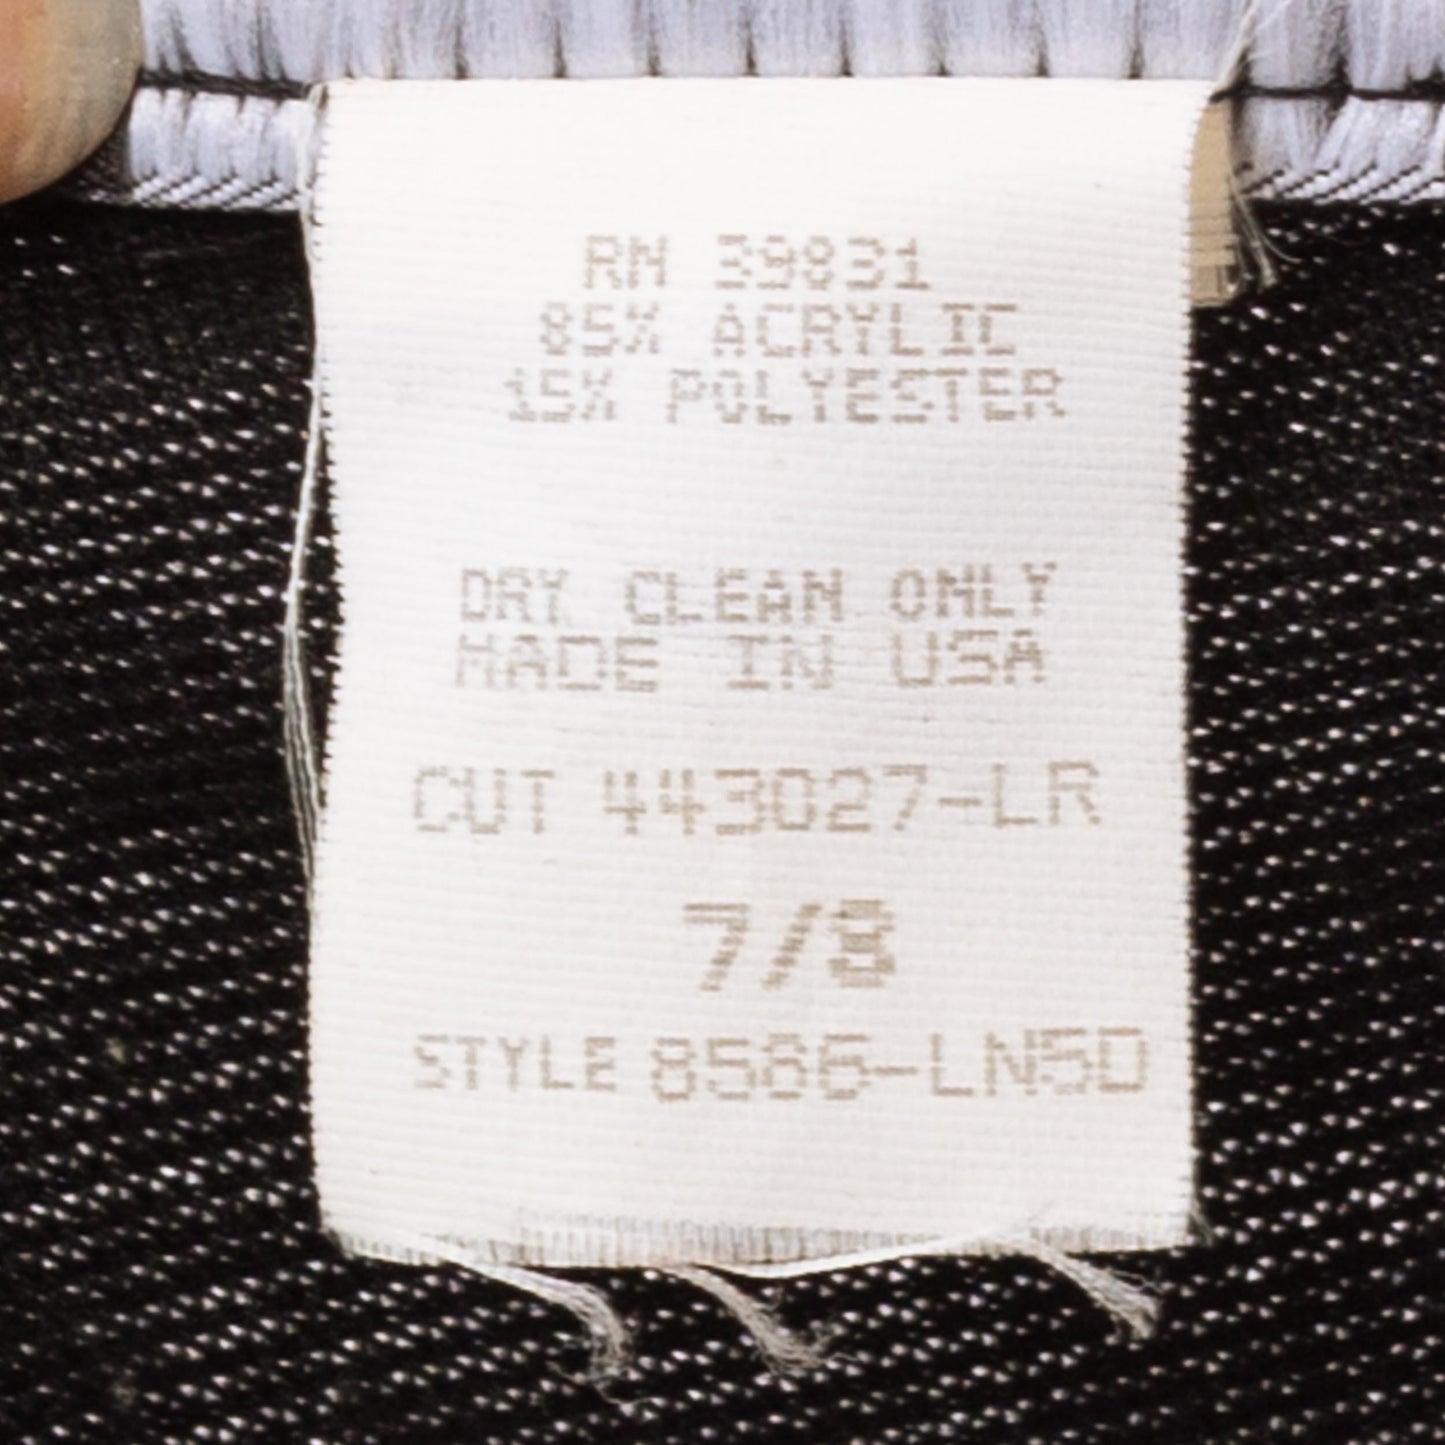 RN 39831
85% ACRYLIC
15% POLYESTER
DRY CLEAN ONLY
MADE IN USA
CUT 443027-LR
7/8
STYLE 8566-LN5D